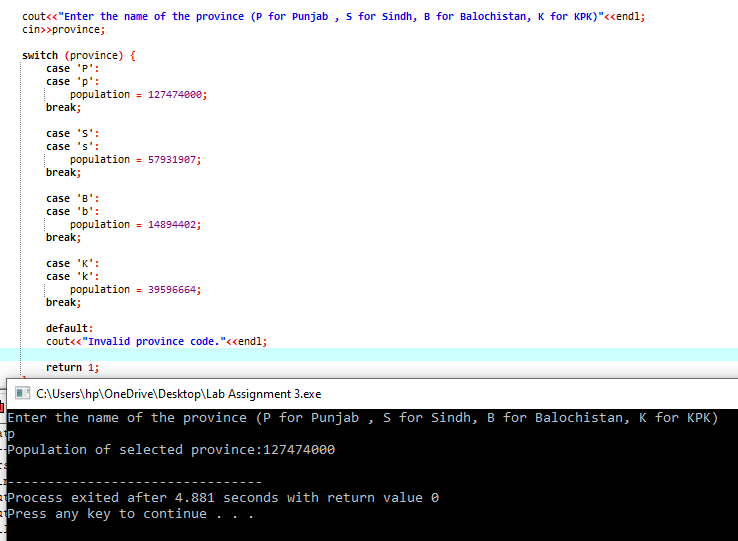 cout<<"Enter the name of the province (P for Punjab , S for Sindh, B for Balochistan, K for KPK)"<<endl;
cin>>province;
switch (province) {
case 'P':
case 'p':
population = 127474000;
break;
case 'S':
case 's':
population = 57931907;
break;
case 'B':
case 'b':
population = 14894402;
break;
case 'K':
case 'k':
population = 39596664;
break;
default:
cout<<"Invalid province code."<<endl;
return 1;
C:\Users\hp\OneDrive\Desktop\Lab Assignment 3.exe
Enter the name of the province (P for Punjab , S for Sindh, B for Balochistan, K for KPK)
p
Population of selected province:127474000
--------------------------------
Process exited after 4.881 seconds with return value 0
Press any key to continue . . .